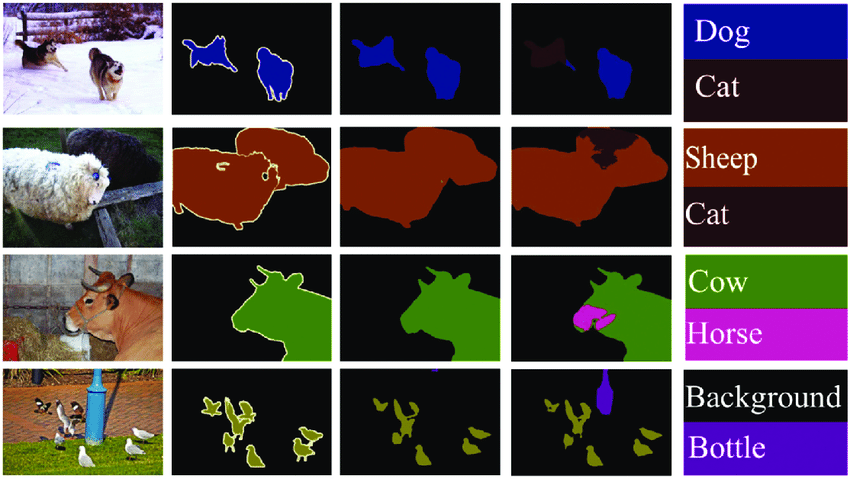 Dog
Cat
Sheep
Cat
Cow
Horse
Background
Bottle